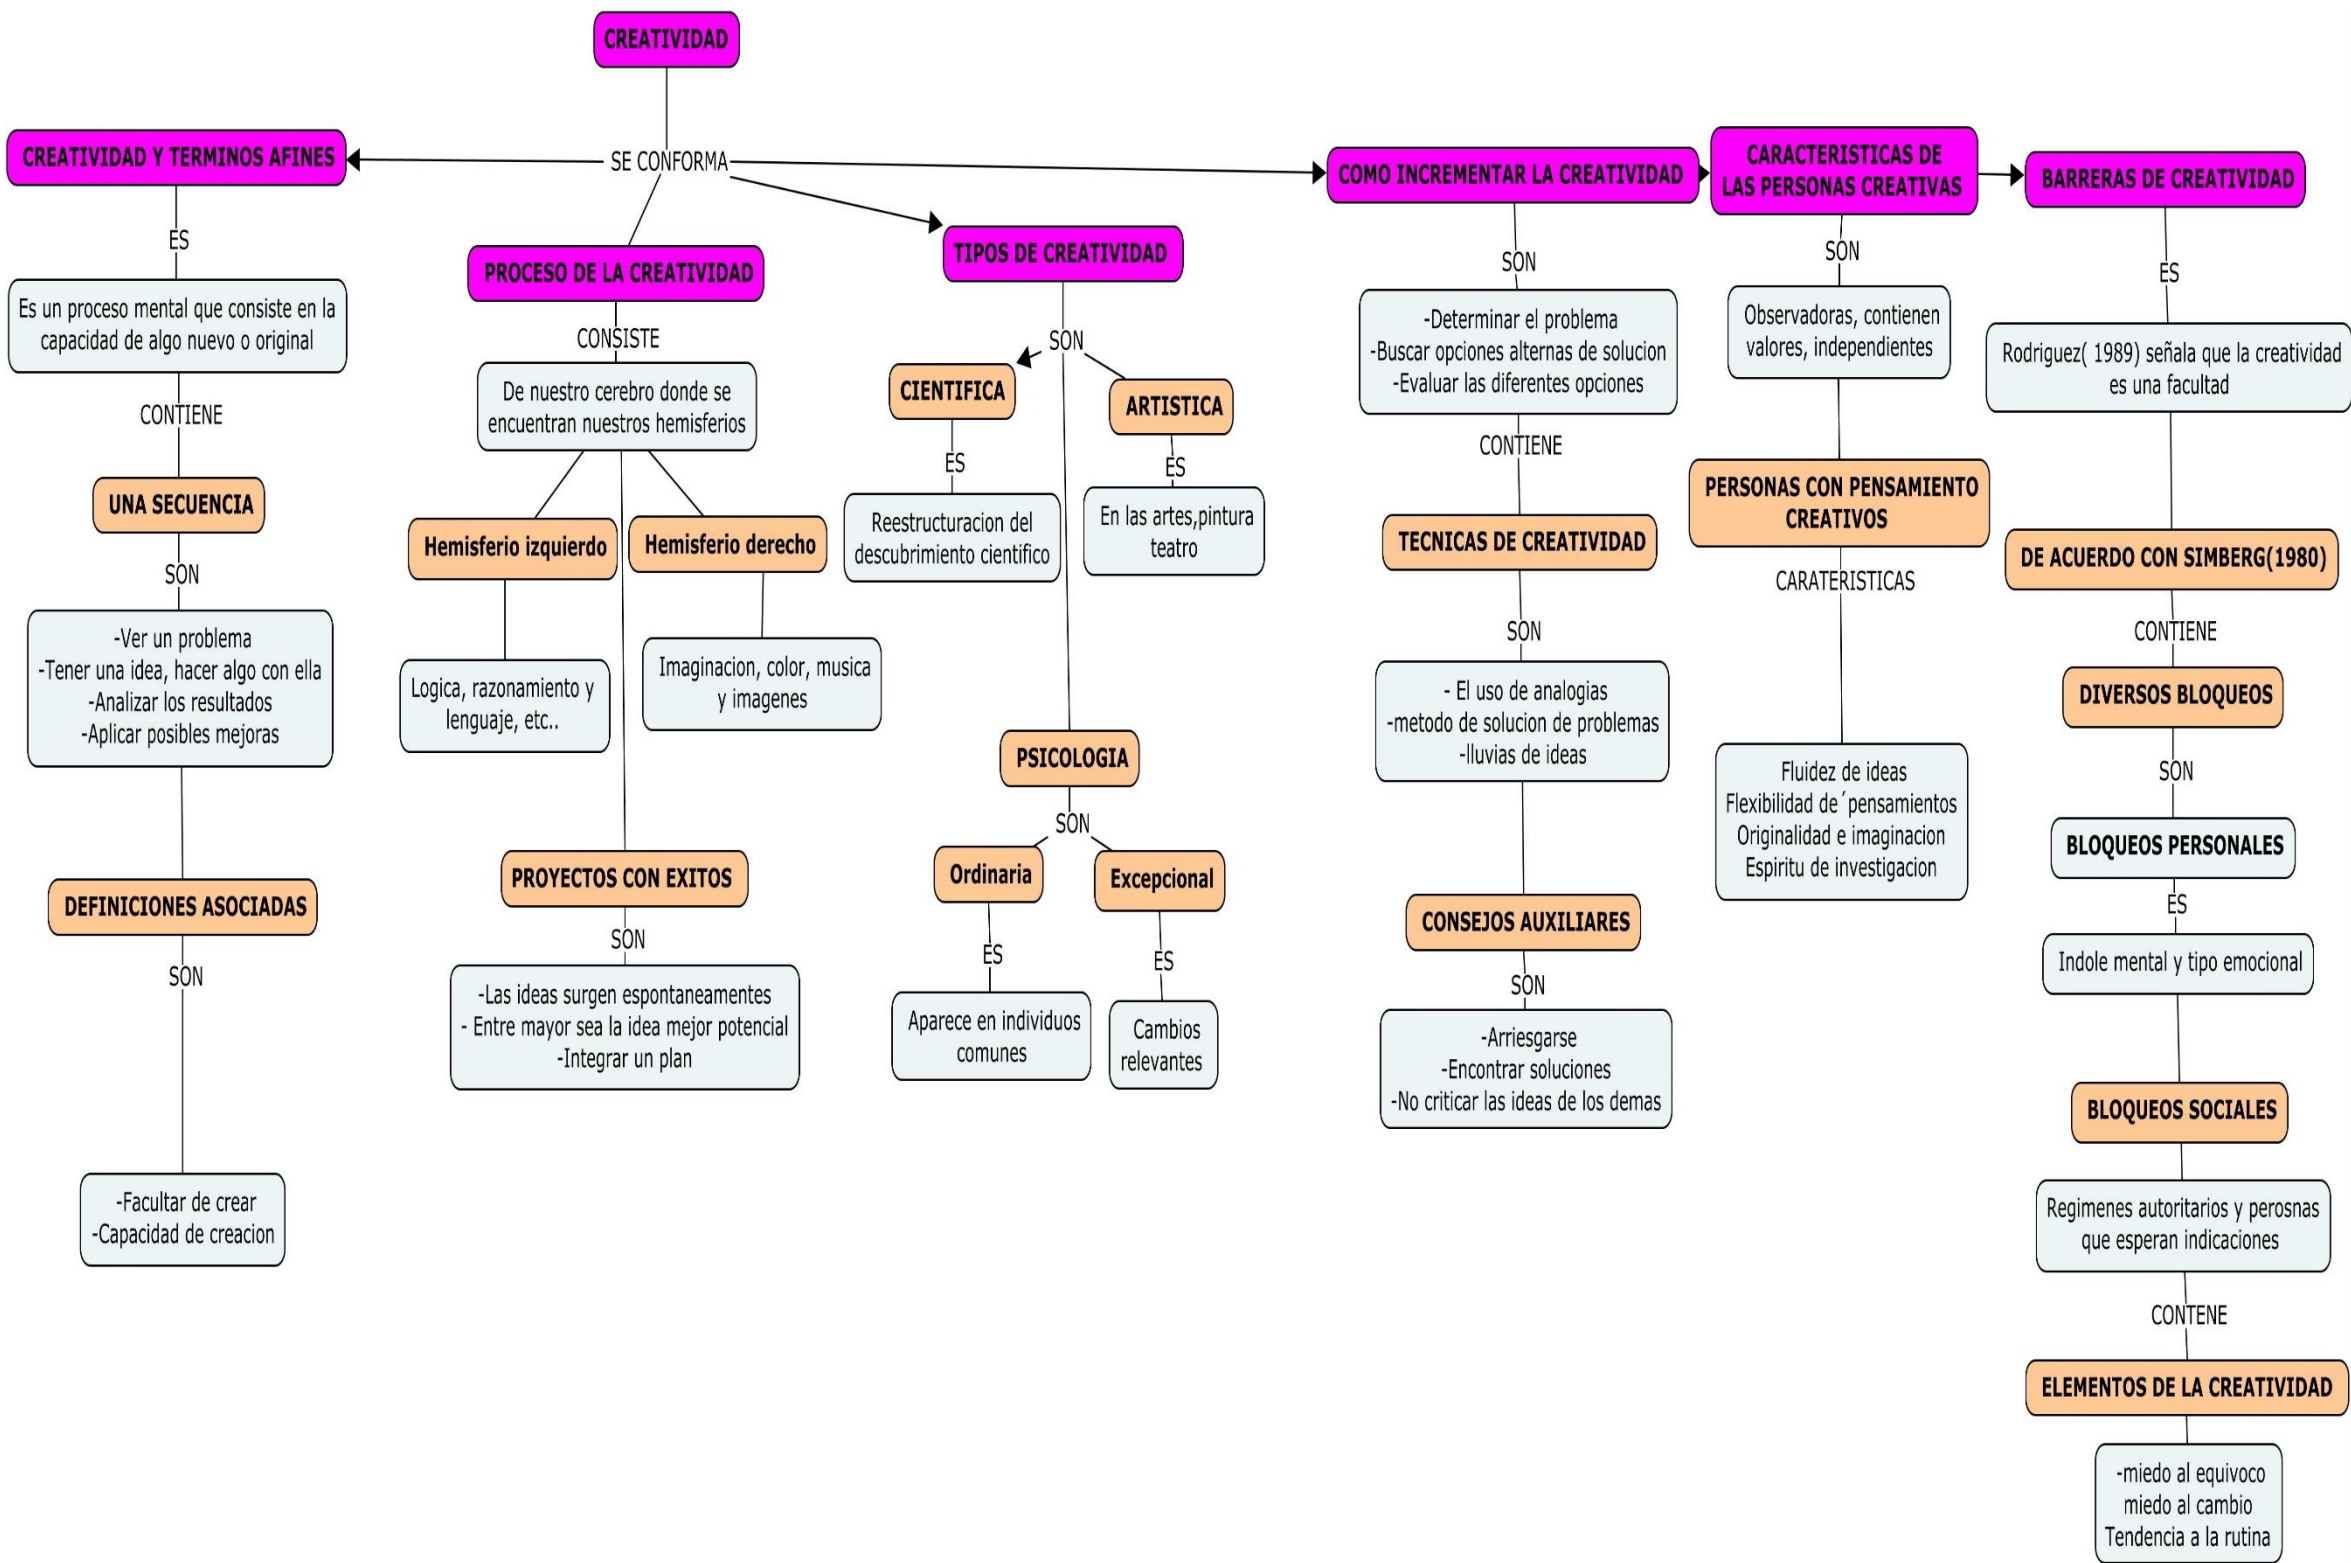 CREATIVIDAD
SE CONFORMA
CREATIVIDAD Y TERMINOS AFINES
ES
Es un proceso mental que consiste en la
capacidad de algo nuevo o original
CONTIENE
UNA SECUENCIA
SON
-Ver un problema
-Tener una idea, hacer algo con ella
-Analizar los resultados
-Aplicar posibles mejoras
DEFINICIONES ASOCIADAS
SON
-Facultar de crear
-Capacidad de creacion
PROCESO DE LA CREATIVIDAD
CONSISTE
De nuestro cerebro donde se
encuentran nuestros hemisferios
Hemisferio izquierdo
Logica, razonamiento y
lenguaje, etc..
Hemisferio derecho
Imaginacion, color, musica
y imagenes
PROYECTOS CON EXITOS
SON
-Las ideas surgen espontaneamentes
- Entre mayor sea la idea mejor potencial
-Integrar un plan
TIPOS DE CREATIVIDAD
SON
CIENTIFICA
ES
Reestructuracion del
descubrimiento cientifico
ARTISTICA
ES
En las artes,pintura
teatro
PSICOLOGIA
SON
Ordinaria
ES
Aparece en individuos
comunes
Excepcional
ES
Cambios
relevantes
COMO INCREMENTAR LA CREATIVIDAD
SON
-Determinar el problema
-Buscar opciones alternas de solucion
-Evaluar las diferentes opciones
CONTIENE
TECNICAS DE CREATIVIDAD
SON
- El uso de analogias
-metodo de solucion de problemas
-lluvias de ideas
CONSEJOS AUXILIARES
SON
-Arriesgarse
-Encontrar soluciones
-No criticar las ideas de los demas
CARACTERISTICAS DE
LAS PERSONAS CREATIVAS
SON
Observadoras, contienen
valores, independientes
PERSONAS CON PENSAMIENTO
CREATIVOS
CARATERISTICAS
Fluidez de ideas
Flexibilidad de´pensamientos
Originalidad e imaginacion
Espiritu de investigacion
BARRERAS DE CREATIVIDAD
ES
Rodriguez( 1989) señala que la creatividad
es una facultad
DE ACUERDO CON SIMBERG(1980)
CONTIENE
DIVERSOS BLOQUEOS
SON
BLOQUEOS PERSONALES
ES
Indole mental y tipo emocional
BLOQUEOS SOCIALES
Regimenes autoritarios y perosnas
que esperan indicaciones
CONTENE
ELEMENTOS DE LA CREATIVIDAD
-miedo al equivoco
miedo al cambio
Tendencia a la rutina